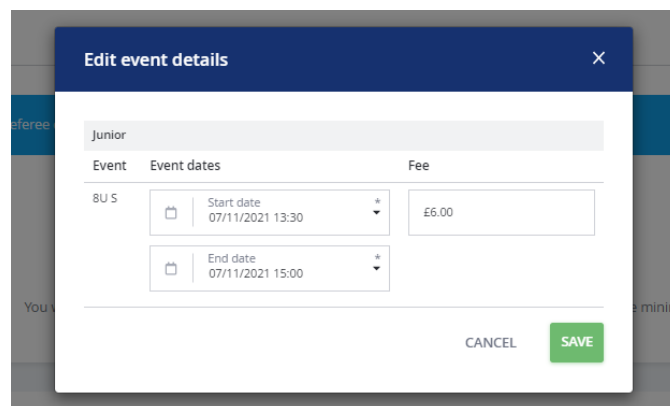 Edit event details
eferee
Junior
Event Event dates Fee
8U S
Start date *
07/11/2021 13:30
£6.00
End date *
07/11/2021 15:00
You
mini
CANCEL SAVE